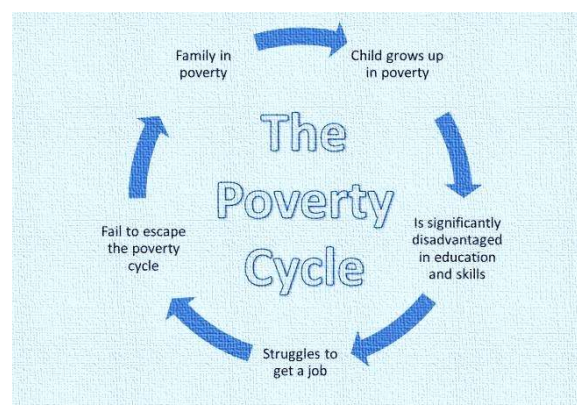 Family in
poverty
Child grows up
in poverty
The
Poverty
Cycle
Is significantly
disadvantaged
in education
and skills
Struggles to
get a job
Fail to escape
the poverty
cycle